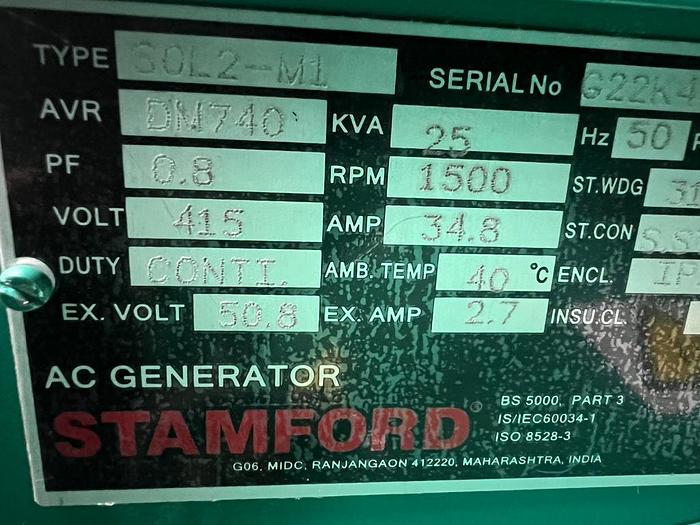 TYPE S0L2-M1 SERIAL No G22K4
AVR DM740 KVA 25 Hz 50
PF 0.8 RPM 1500 ST.WDG 3
VOLT 415 AMP 34.8 ST.CON S.S
DUTY CONTI. AMB. TEMP 40 °C ENCL. IP
EX. VOLT 50.8 EX. AMP 2.7 INSU.CL.
AC GENERATOR
STAMFORD
BS 5000, PART 3
IS/IEC60034-1
ISO 8528-3
G06, MIDC, RANJANGAON 412220, MAHARASHTRA, INDIA